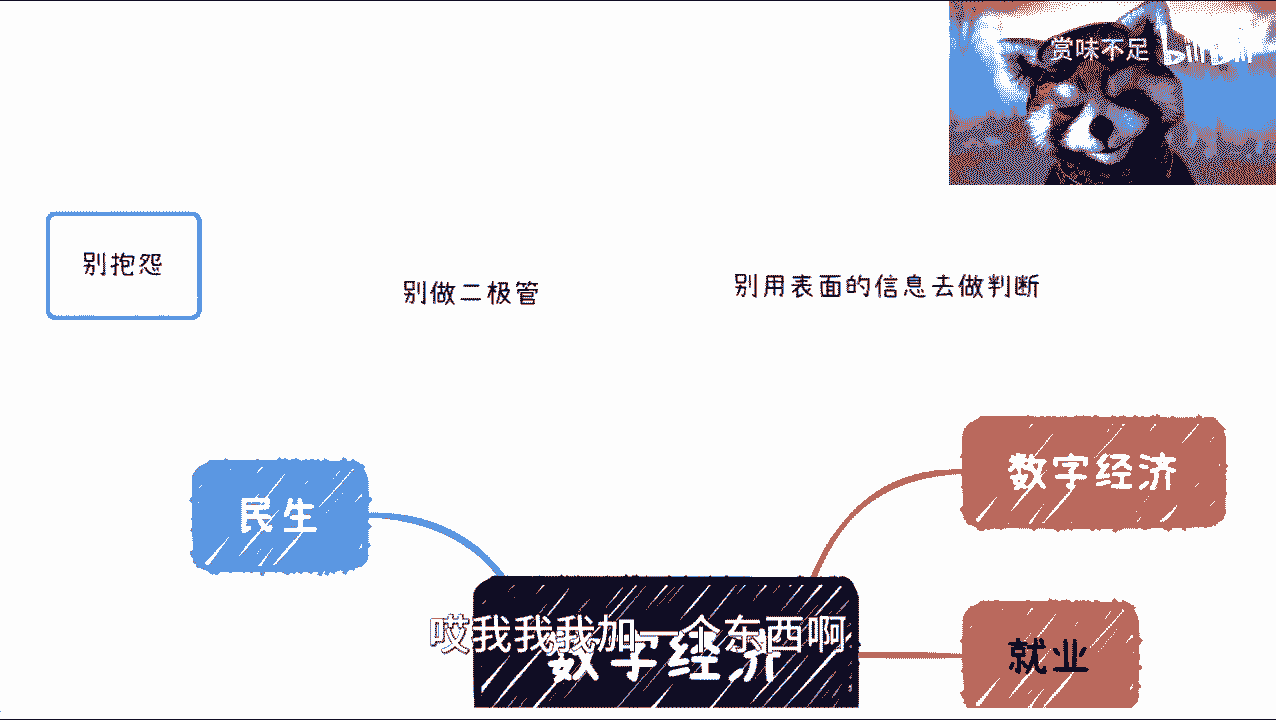 赏味不足 bilibili
别抱怨
别做二极管
别用表面的信息去做判断
数字经济
民生
哎我我我加一个东西啊
数字经济
就业